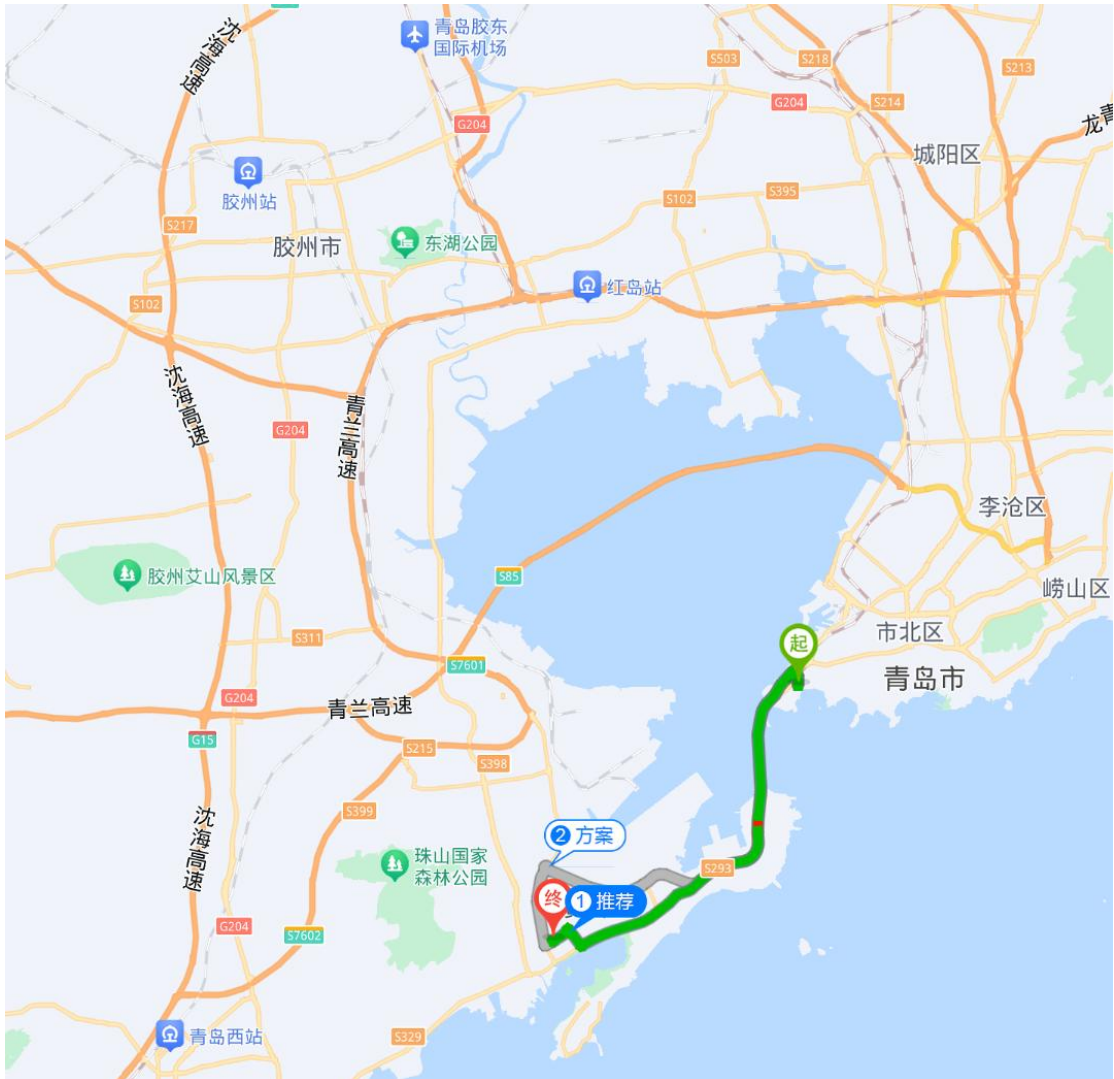 沈海高速
青岛胶东
国际机场
S503
S218
S213
G204
S214
龙青
G204
城阳区
胶州站
S102
S395
S217
胶州市
东湖公园
红岛站
S102
沈海高速
青兰高速
G204
李沧区
胶州艾山风景区
S85
崂山区
S311
市北区
起
S7601
青岛市
G204
青兰高速
G15
S215
S398
沈海高速
S399
2 方案
珠山国家
森林公园
S293
终
1 推荐
G204
S7602
青岛西站
S329